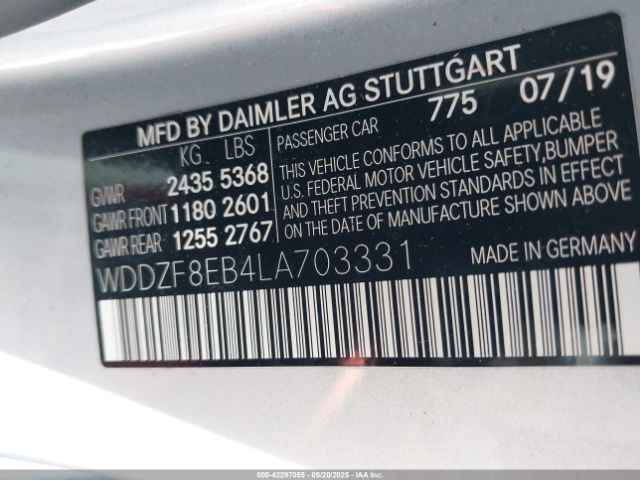 MFD BY DAIMLER AG STUTTGART
KG LBS PASSENGER CAR 775 07/19
GVWR 2435 5368
GAWR FRONT 1180 2601
GAWR REAR 1255 2767
THIS VEHICLE CONFORMS TO ALL APPLICABLE
U.S. FEDERAL MOTOR VEHICLE SAFETY,BUMPER
AND THEFT PREVENTION STANDARDS IN EFFECT
ON THE DATE OF MANUFACTURE SHOWN ABOVE
WDDZF8EB4LA703331 MADE IN GERMANY
000-42297055 - 05/20/2025 - IAAI.COM